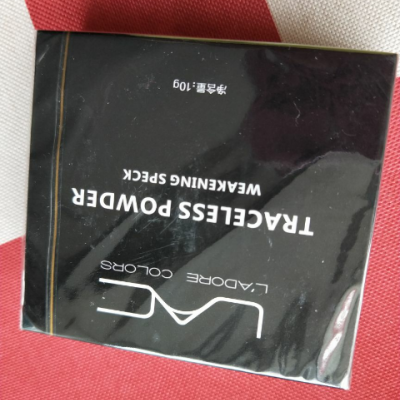 LAC
L'ADORE COLORS
TRACELESS POWDER
WEAKENING SPECK
净含量:10g